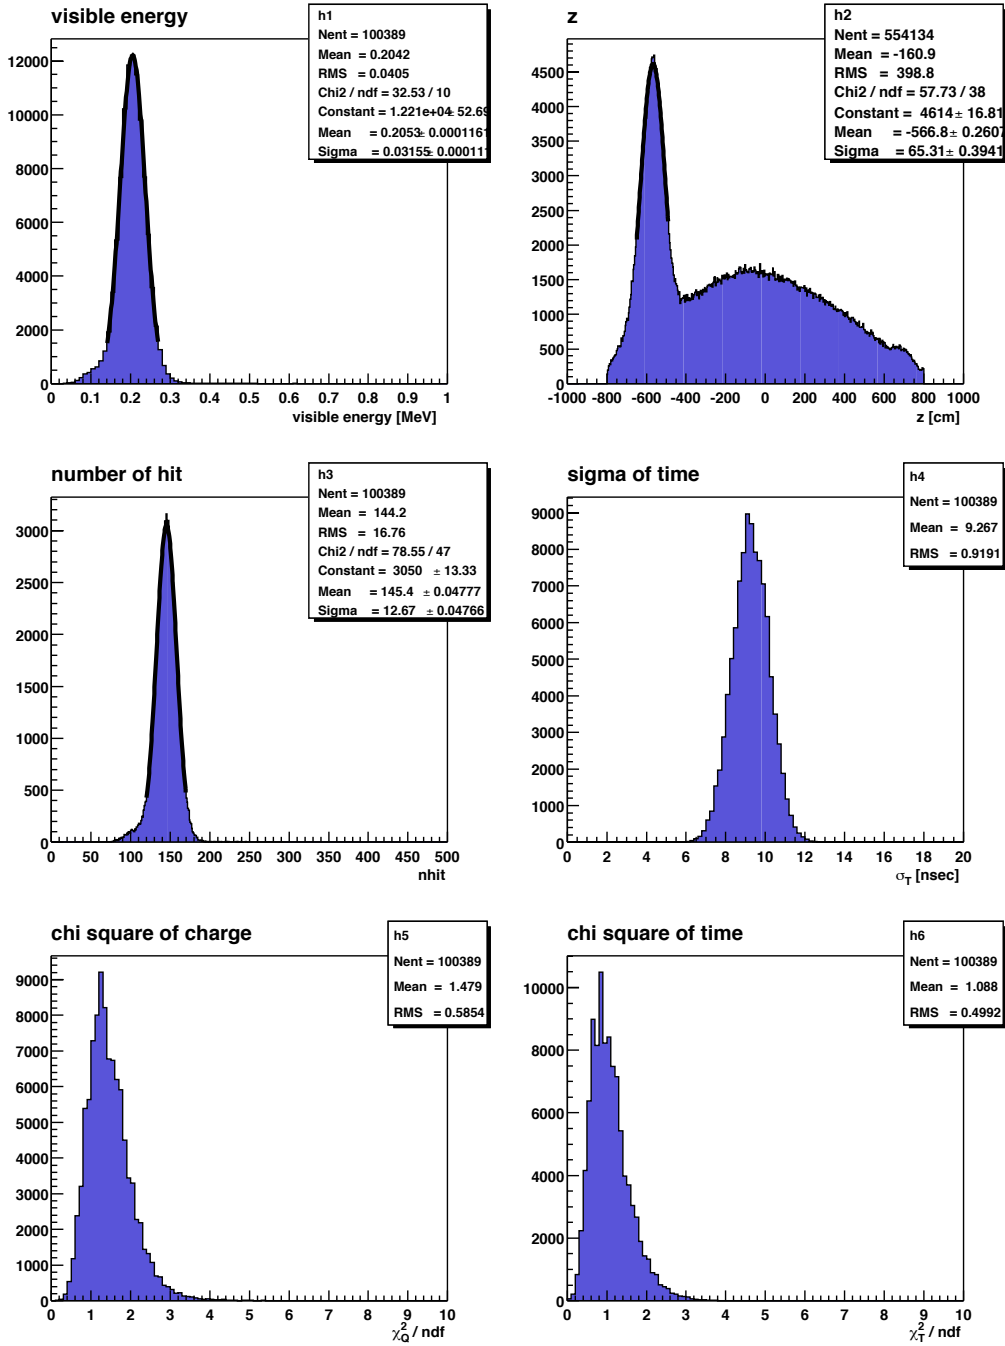 visible energy
h1
Nent = 100389
Mean = 0.2042
RMS = 0.0405
Chi2 / ndf = 32.53 / 10
Constant = 1.221e+04± 52.69
Mean = 0.2053± 0.0001161
Sigma = 0.03155± 0.000111
12000
10000
8000
6000
4000
2000
0
0 0.1 0.2 0.3 0.4 0.5 0.6 0.7 0.8 0.9 1
visible energy [MeV]
z
h2
Nent = 554134
Mean = -160.9
RMS = 398.8
Chi2 / ndf = 57.73 / 38
Constant = 4614 ± 16.81
Mean = -566.8 ± 0.2607
Sigma = 65.31 ± 0.3941
4500
4000
3500
3000
2500
2000
1500
1000
500
0
-1000 -800 -600 -400 -200 0 200 400 600 800 1000
z [cm]
number of hit
h3
Nent = 100389
Mean = 144.2
RMS = 16.76
Chi2 / ndf = 78.55 / 47
Constant = 3050 ± 13.33
Mean = 145.4 ± 0.04777
Sigma = 12.67 ± 0.04766
3000
2500
2000
1500
1000
500
0
0 50 100 150 200 250 300 350 400 450 500
nhit
sigma of time
h4
Nent = 100389
Mean = 9.267
RMS = 0.9191
9000
8000
7000
6000
5000
4000
3000
2000
1000
0
0 2 4 6 8 10 12 14 16 18 20
σT [nsec]
chi square of charge
h5
Nent = 100389
Mean = 1.479
RMS = 0.5854
9000
8000
7000
6000
5000
4000
3000
2000
1000
0
0 1 2 3 4 5 6 7 8 9 10
χ²Q / ndf
chi square of time
h6
Nent = 100389
Mean = 1.088
RMS = 0.4992
10000
8000
6000
4000
2000
0
0 1 2 3 4 5 6 7 8 9 10
χ²T / ndf